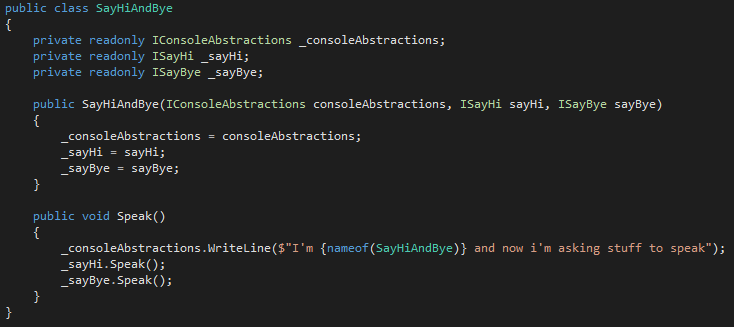 public class SayHiAndBye
{
    private readonly IConsoleAbstractions _consoleAbstractions;
    private readonly ISayHi _sayHi;
    private readonly ISayBye _sayBye;

    public SayHiAndBye(IConsoleAbstractions consoleAbstractions, ISayHi sayHi, ISayBye sayBye)
    {
        _consoleAbstractions = consoleAbstractions;
        _sayHi = sayHi;
        _sayBye = sayBye;
    }

    public void Speak()
    {
        _consoleAbstractions.WriteLine($"I'm {nameof(SayHiAndBye)} and now i'm asking stuff to speak");
        _sayHi.Speak();
        _sayBye.Speak();
    }
}